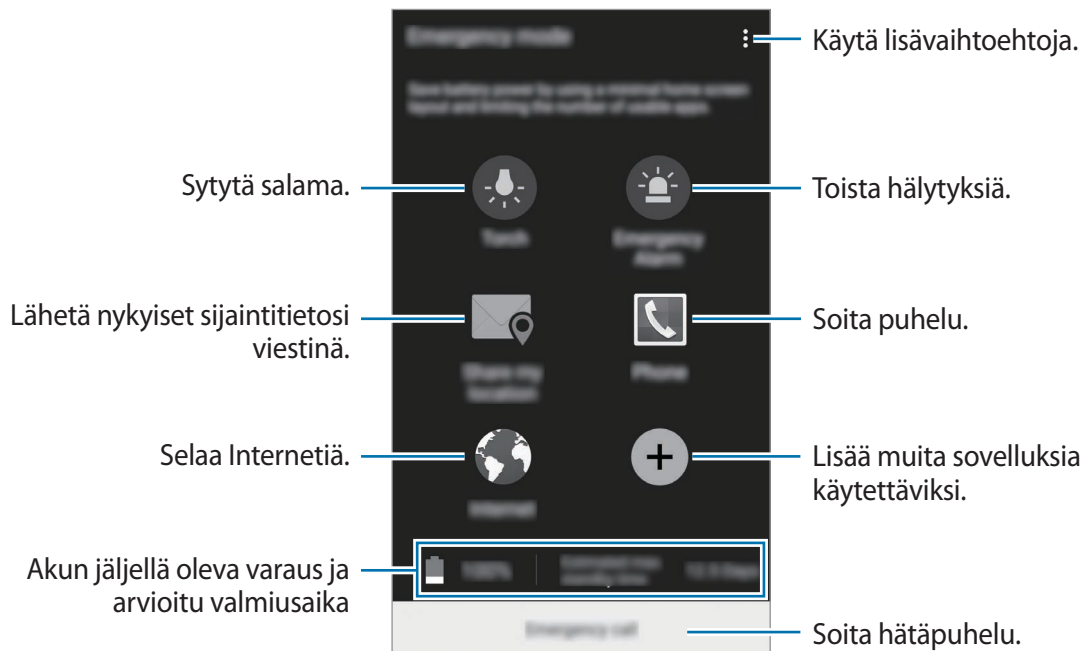 Emergency mode
Käytä lisävaihtoehtoja.
Save battery power by using a minimal home screen
layout and limiting the number of usable apps.
Sytytä salama.
Toista hälytyksiä.
Torch
Emergency
Alarm
Lähetä nykyiset sijaintitietosi
viestinä.
Soita puhelu.
Share my
location
Phone
Selaa Internetiä.
Lisää muita sovelluksia
käytettäviksi.
Internet
Akun jäljellä oleva varaus ja
arvioitu valmiusaika
100%
Estimated max
standby time
Emergency call
Soita hätäpuhelu.